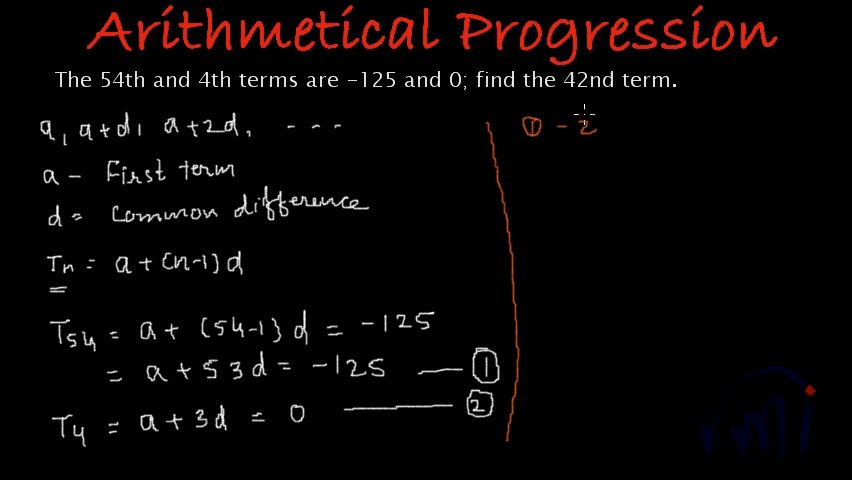 Arithmetical Progression
The 54th and 4th terms are -125 and 0; find the 42nd term.
a, a+d, a+2d, - - -
a - First term
d = Common difference
Tn = a + (n-1) d
T54 = a + (54-1) d = -125
= a + 53d = -125 —— ①
T4 = a + 3d = 0 —— 2
① - 2
vmi